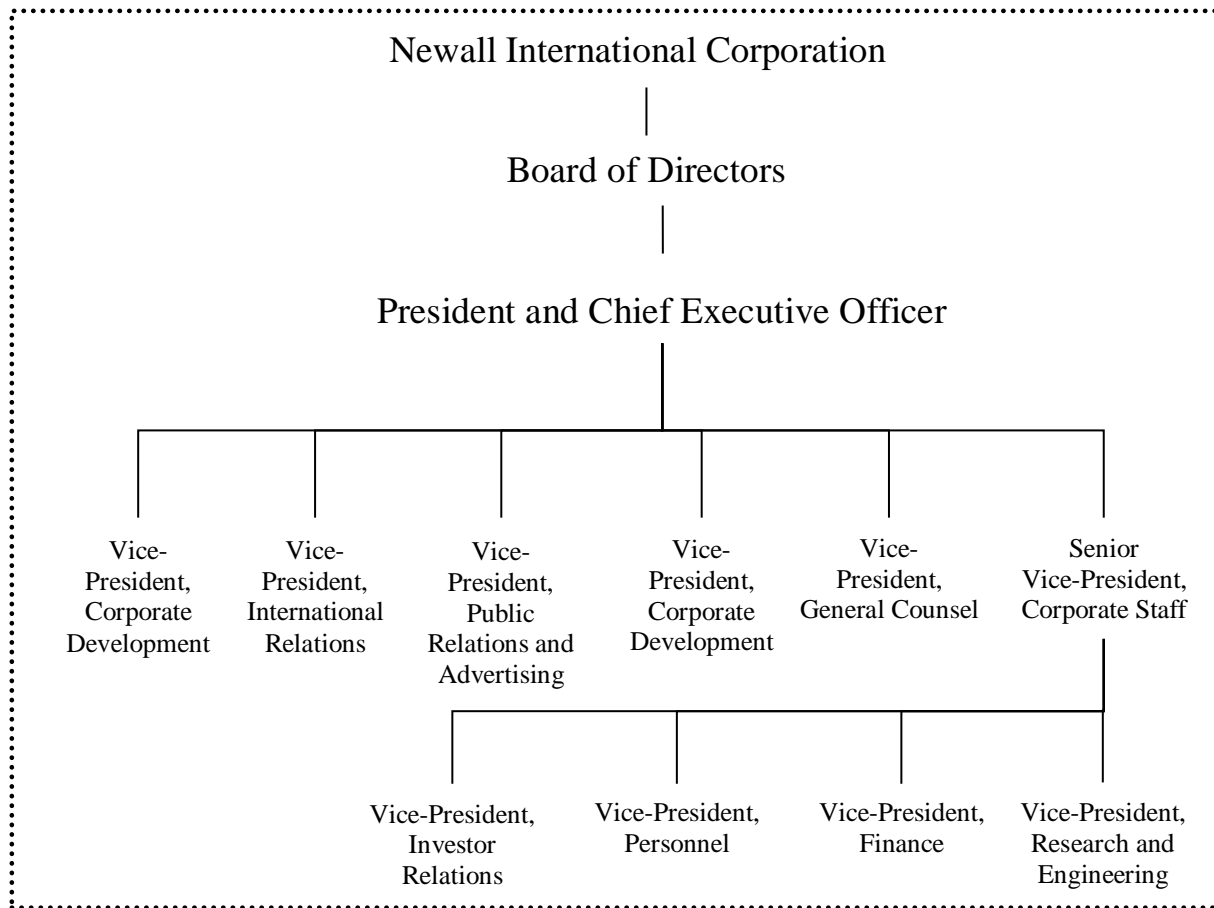 Newall International Corporation
Board of Directors
President and Chief Executive Officer
Vice-
President,
Corporate
Development
Vice-
President,
International
Relations
Vice-
President,
Public
Relations and
Advertising
Vice-
President,
Corporate
Development
Vice-
President,
General Counsel
Senior
Vice-President,
Corporate Staff
Vice-President,
Investor
Relations
Vice-President,
Personnel
Vice-President,
Finance
Vice-President,
Research and
Engineering